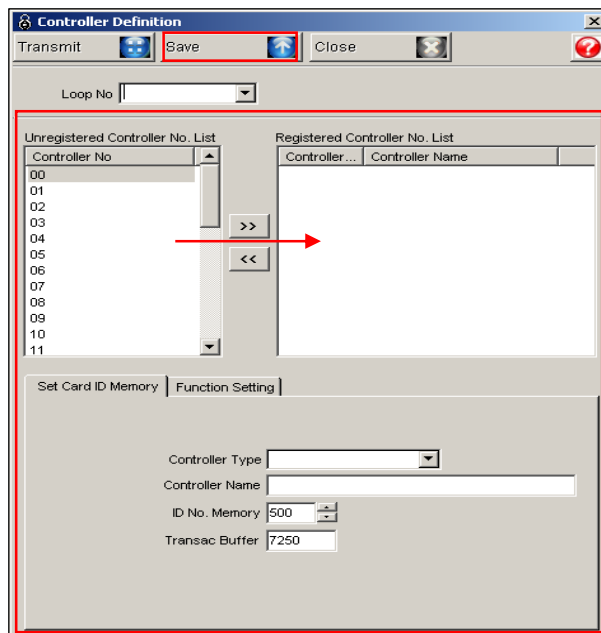 Controller Definition
Transmit Save Close
Loop No
Unregistered Controller No. List Registered Controller No. List
Controller No Controller... Controller Name
00
01
02
03
04
05
06
07
08
09
10
11
>>
<<
Set Card ID Memory Function Setting
Controller Type
Controller Name
ID No. Memory 500
Transac Buffer 7250